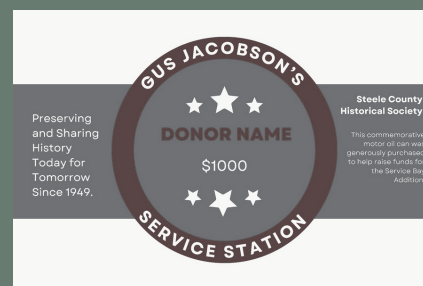 GUS JACOBSON'S
DONOR NAME
$1000
SERVICE STATION
Preserving
and Sharing
History
Today for
Tomorrow
Since 1949.
Steele County
Historical Society
This commemorative
motor oil can was
generously purchased
to help raise funds for
the Service Bay
Addition